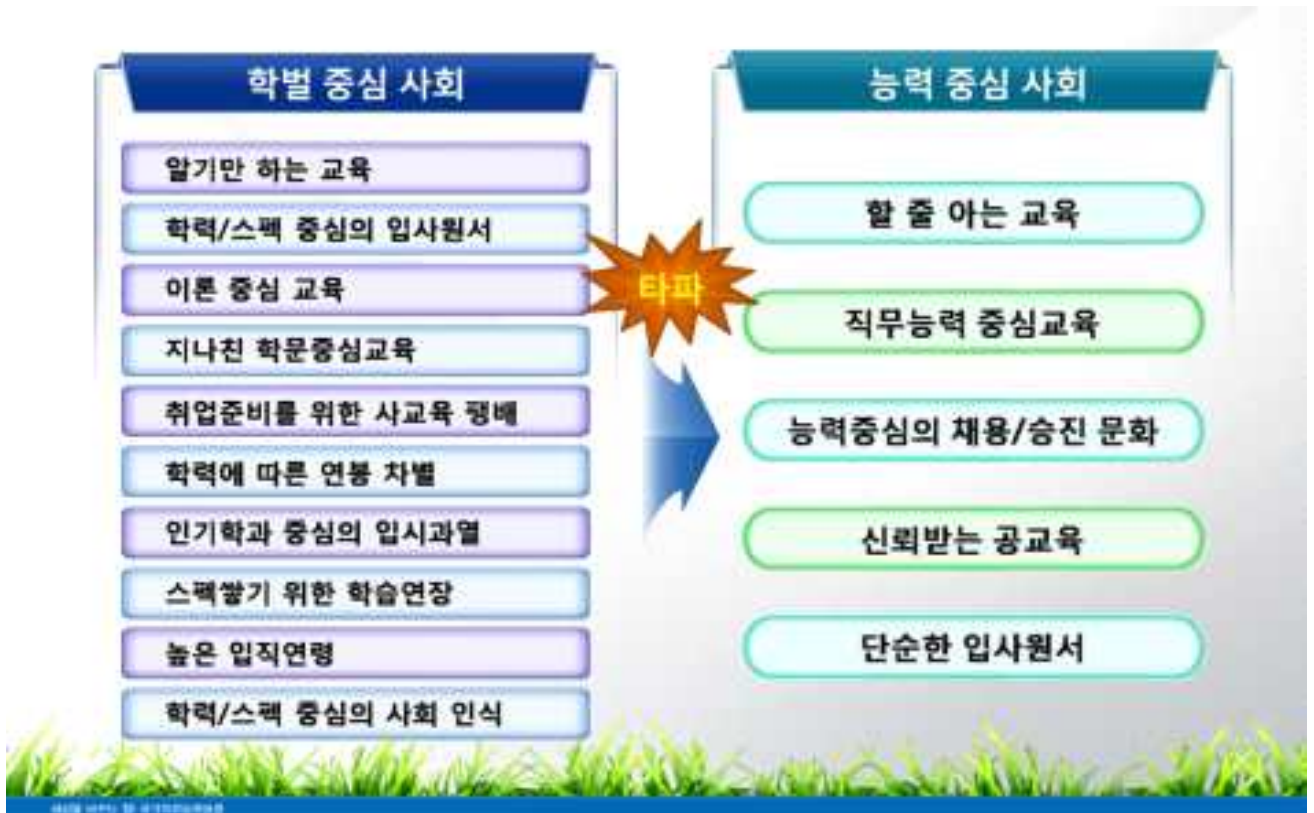 학벌 중심 사회
알기만 하는 교육
학력/스펙 중심의 입사원서
이론 중심 교육
지나친 학문중심교육
취업준비를 위한 사교육 팽배
학력에 따른 연봉 차별
인기학과 중심의 입시과열
스펙쌓기 위한 학습연장
높은 입직연령
학력/스펙 중심의 사회 인식
타파
능력 중심 사회
할 줄 아는 교육
직무능력 중심교육
능력중심의 채용/승진 문화
신뢰받는 공교육
단순한 입사원서